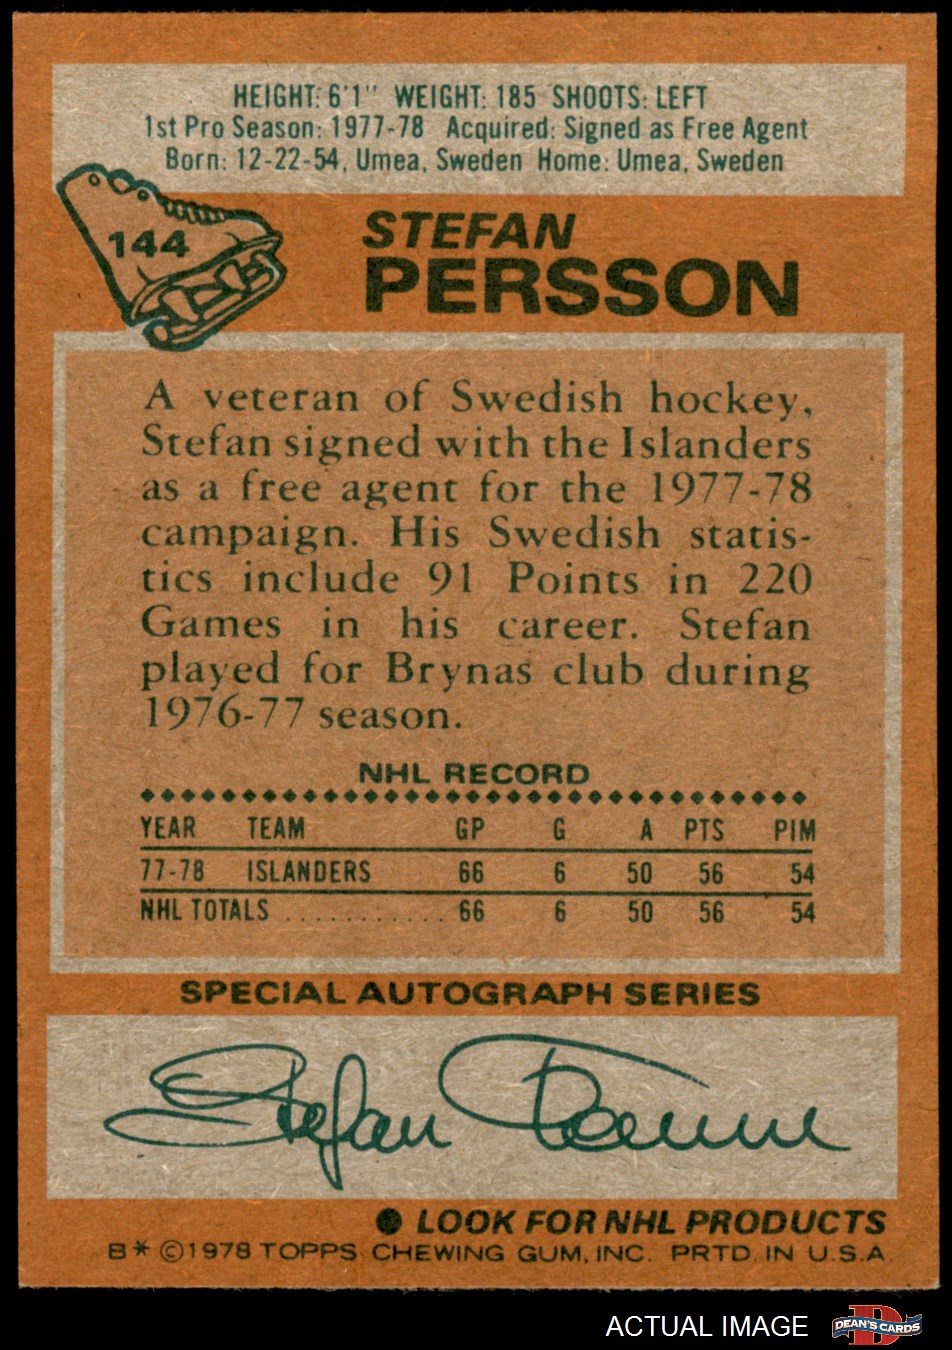 HEIGHT: 6'1" WEIGHT: 185 SHOOTS: LEFT
1st Pro Season: 1977-78 Acquired: Signed as Free Agent
Born: 12-22-54, Umea, Sweden Home: Umea, Sweden
144
STEFAN
PERSSON
A veteran of Swedish hockey,
Stefan signed with the Islanders
as a free agent for the 1977-78
campaign. His Swedish statis-
tics include 91 Points in 220
Games in his career. Stefan
played for Brynas club during
1976-77 season.
NHL RECORD
YEAR TEAM GP G A PTS PIM
77-78 ISLANDERS 66 6 50 56 54
NHL TOTALS ............ 66 6 50 56 54
SPECIAL AUTOGRAPH SERIES
Stefan Persson
● LOOK FOR NHL PRODUCTS
B* ©1978 TOPPS CHEWING GUM, INC. PRTD. IN U.S.A.
ACTUAL IMAGE
D
DEAN'S CARDS